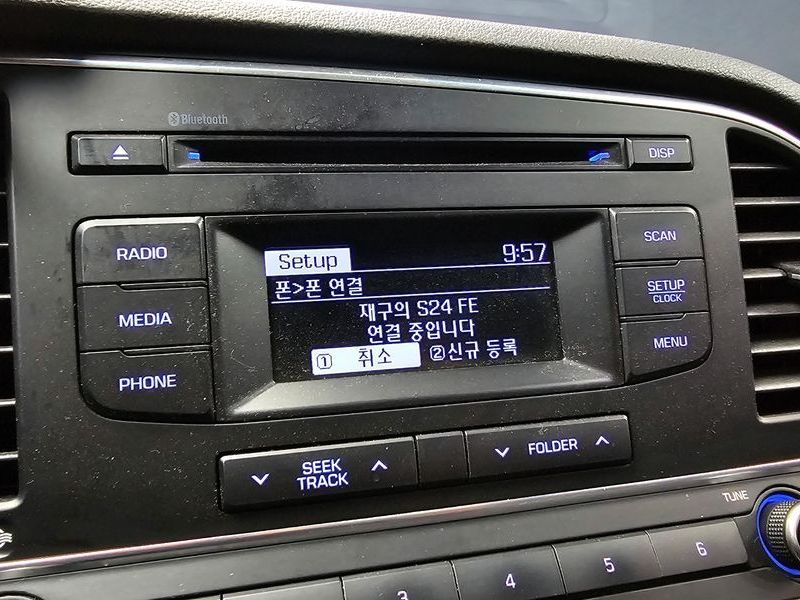 Bluetooth
DISP
RADIO
MEDIA
PHONE
Setup 9:57
폰>폰 연결
재구의 S24 FE
연결 중입니다
① 취소 ②신규 등록
SCAN
SETUP
CLOCK
MENU
SEEK
TRACK
FOLDER
TUNE
3 4 5 6